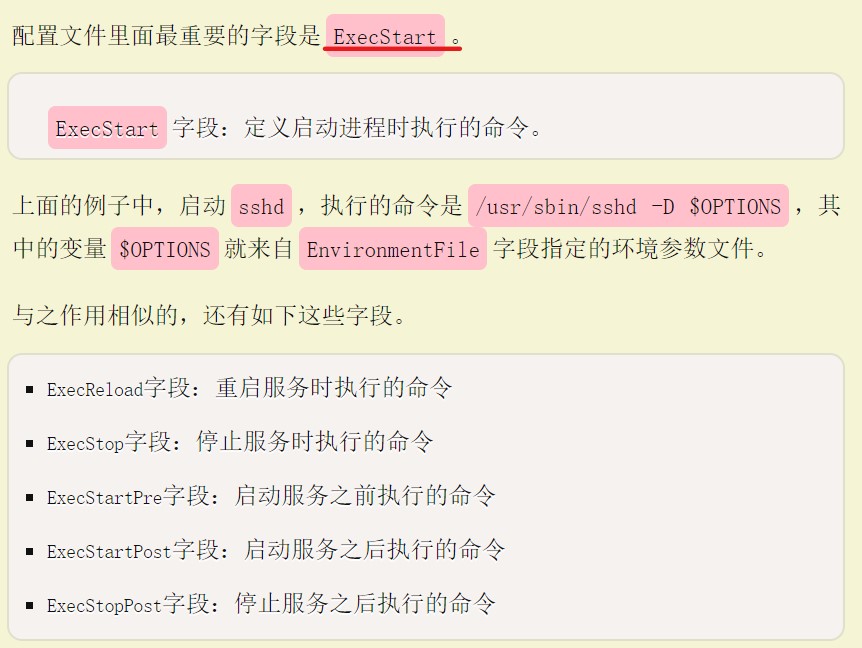 配置文件里面最重要的字段是 ExecStart 。
ExecStart 字段：定义启动进程时执行的命令。
上面的例子中，启动 sshd ，执行的命令是 /usr/sbin/sshd -D $OPTIONS ，其
中的变量 $OPTIONS 就来自 EnvironmentFile 字段指定的环境参数文件。
与之作用相似的，还有如下这些字段。
ExecReload字段：重启服务时执行的命令
ExecStop字段：停止服务时执行的命令
ExecStartPre字段：启动服务之前执行的命令
ExecStartPost字段：启动服务之后执行的命令
ExecStopPost字段：停止服务之后执行的命令